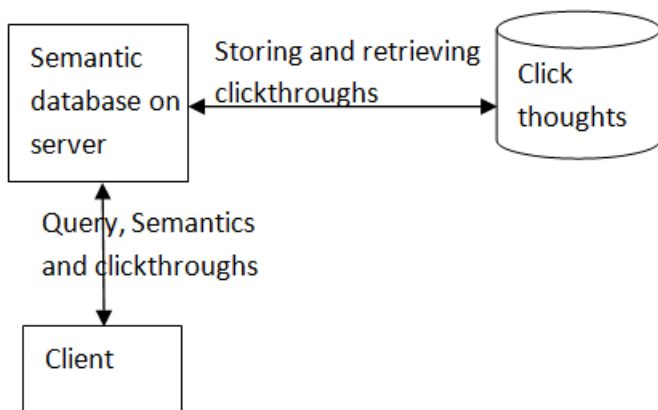 Semantic
database on
server
Storing and retrieving
clickthroughs
Click
thoughts
Query, Semantics
and clickthroughs
Client